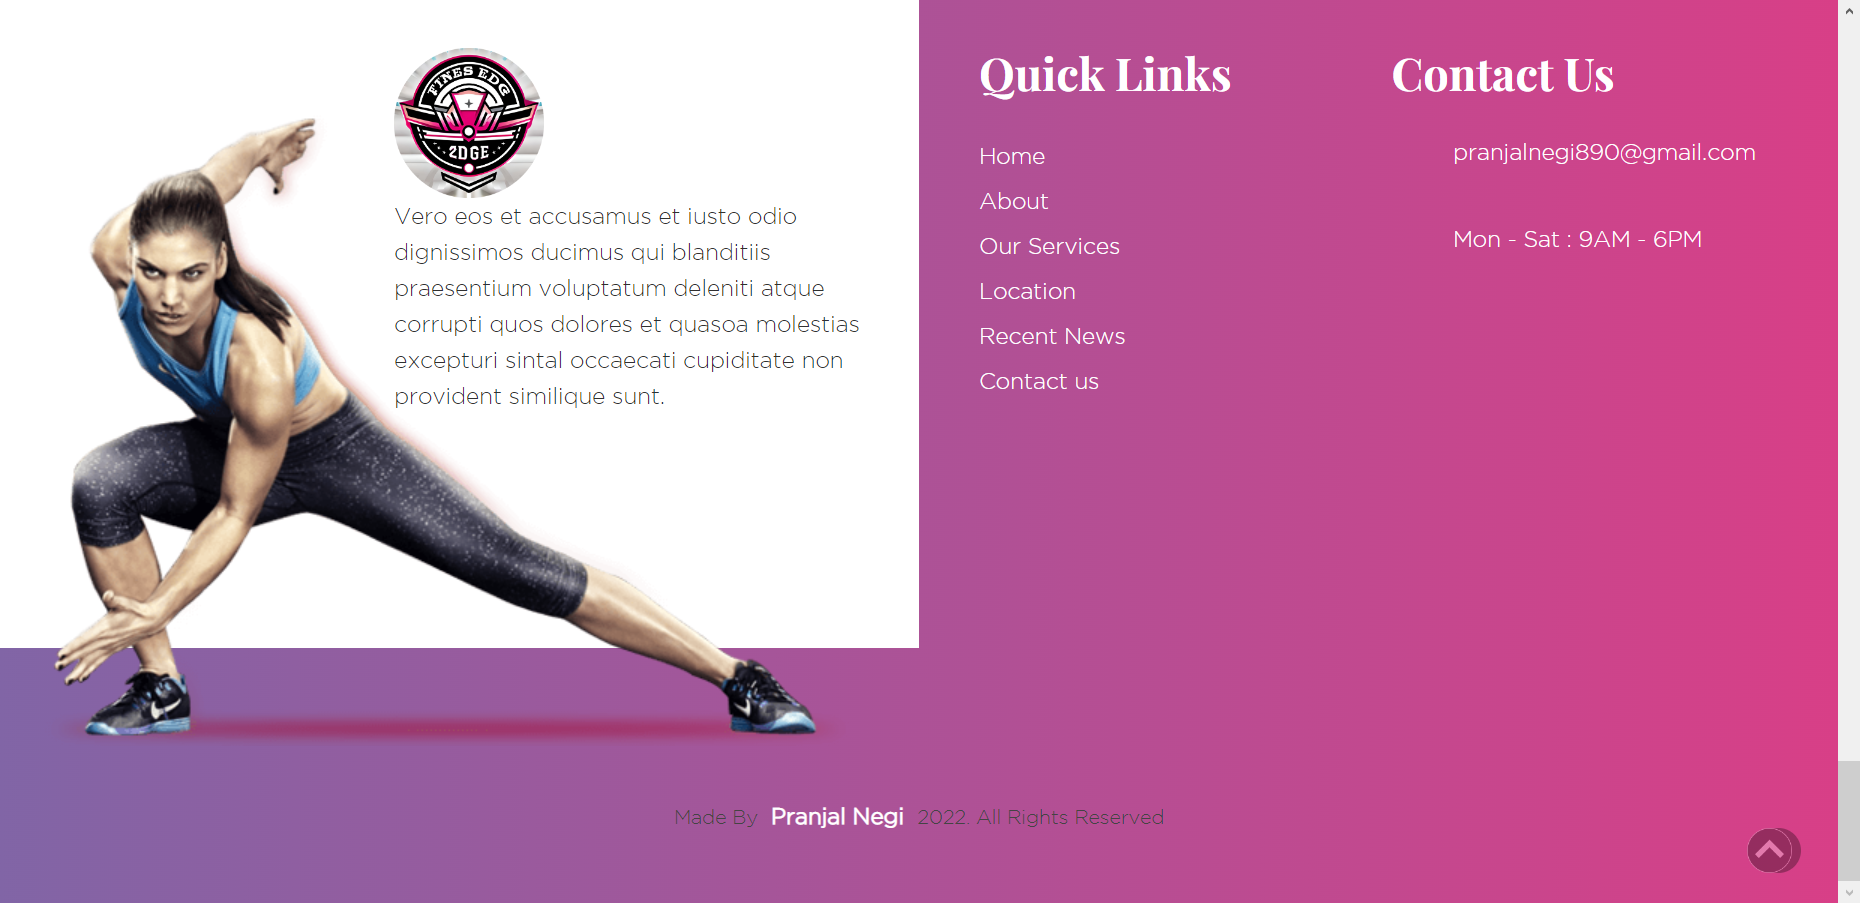 FITNES EDG
2DGE
Vero eos et accusamus et iusto odio
dignissimos ducimus qui blanditiis
praesentium voluptatum deleniti atque
corrupti quos dolores et quasoa molestias
excepturi sintal occaecati cupiditate non
provident similique sunt.
Quick Links
Home
About
Our Services
Location
Recent News
Contact us
Contact Us
pranjalnegi890@gmail.com
Mon - Sat : 9AM - 6PM
Made By Pranjal Negi 2022. All Rights Reserved